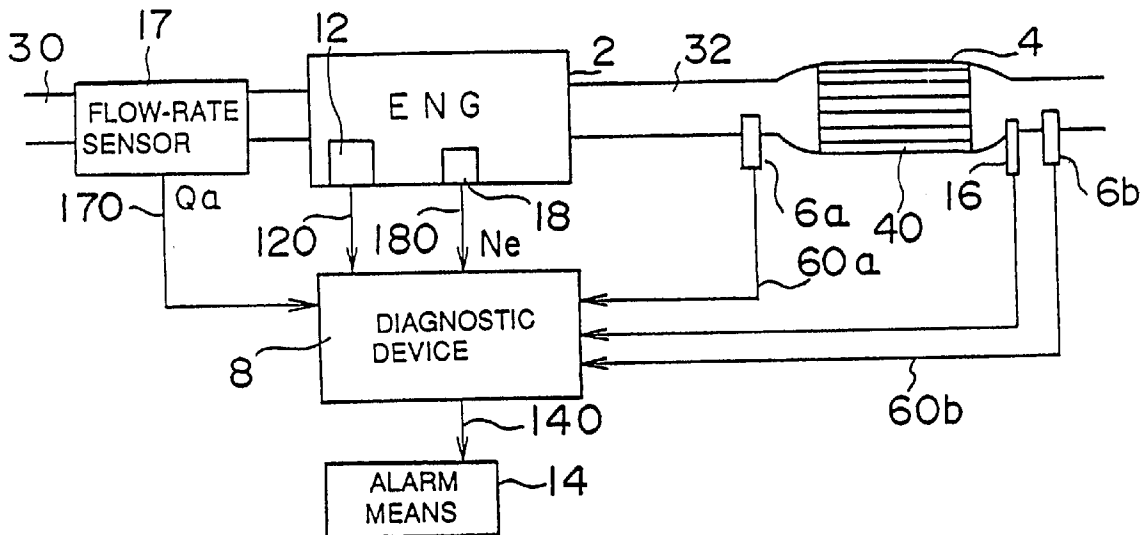 17
12
2
32
4
30
FLOW-RATE
SENSOR
ENG
170
Qa
120
180
Ne
18
6a
40
16
6b
60a
DIAGNOSTIC
DEVICE
8
60b
140
ALARM
MEANS
14